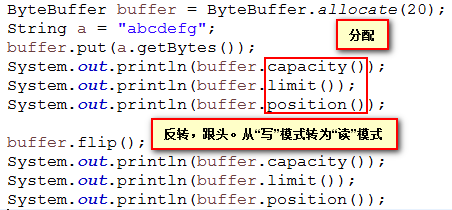 ByteBuffer buffer = ByteBuffer.allocate(20);
String a = "abcdefg";
分配
buffer.put(a.getBytes());
System.out.println(buffer.capacity());
System.out.println(buffer.limit());
System.out.println(buffer.position());
反转，跟头。从“写”模式转为“读”模式
buffer.flip();
System.out.println(buffer.capacity());
System.out.println(buffer.limit());
System.out.println(buffer.position());